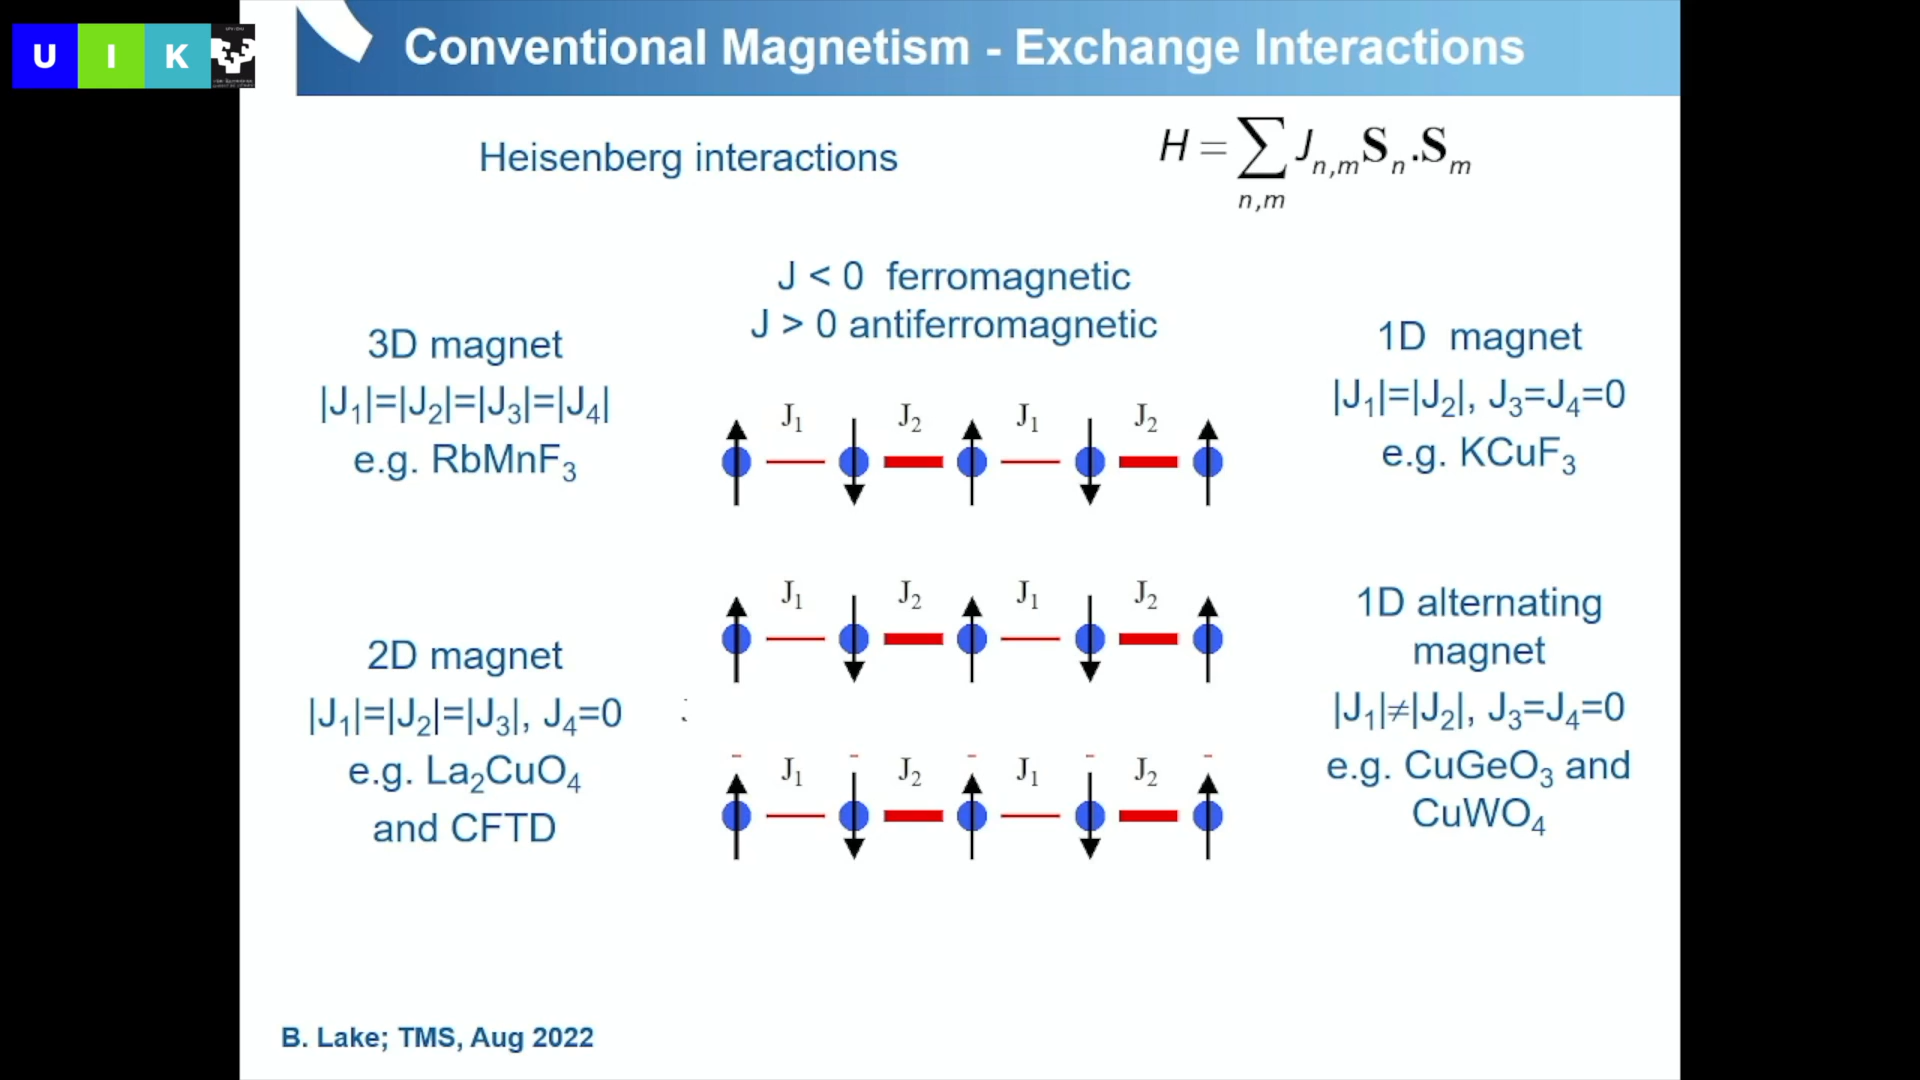 UIK
Conventional Magnetism - Exchange Interactions
Heisenberg interactions
H = ∑ J_{n,m} S_n . S_m
n,m
J < 0 ferromagnetic
J > 0 antiferromagnetic
3D magnet
|J₁|=|J₂|=|J₃|=|J₄|
e.g. RbMnF₃
2D magnet
|J₁|=|J₂|=|J₃|, J₄=0
e.g. La₂CuO₄
and CFTD
J₁ J₂ J₁ J₂
J₁ J₂ J₁ J₂
J₁ J₂ J₁ J₂
1D magnet
|J₁|=|J₂|, J₃=J₄=0
e.g. KCuF₃
1D alternating
magnet
|J₁|≠|J₂|, J₃=J₄=0
e.g. CuGeO₃ and
CuWO₄
B. Lake; TMS, Aug 2022